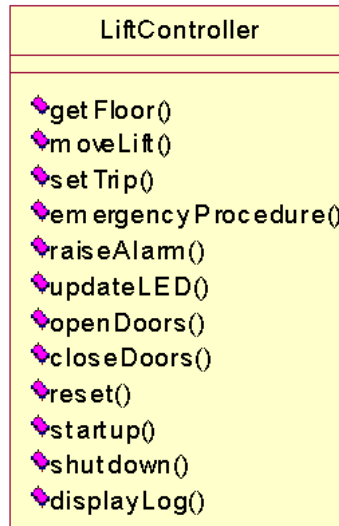 LiftController
getFloor()
moveLift()
setTrip()
emergencyProcedure()
raiseAlarm()
updateLED()
openDoors()
closeDoors()
reset()
startup()
shutdown()
displayLog()